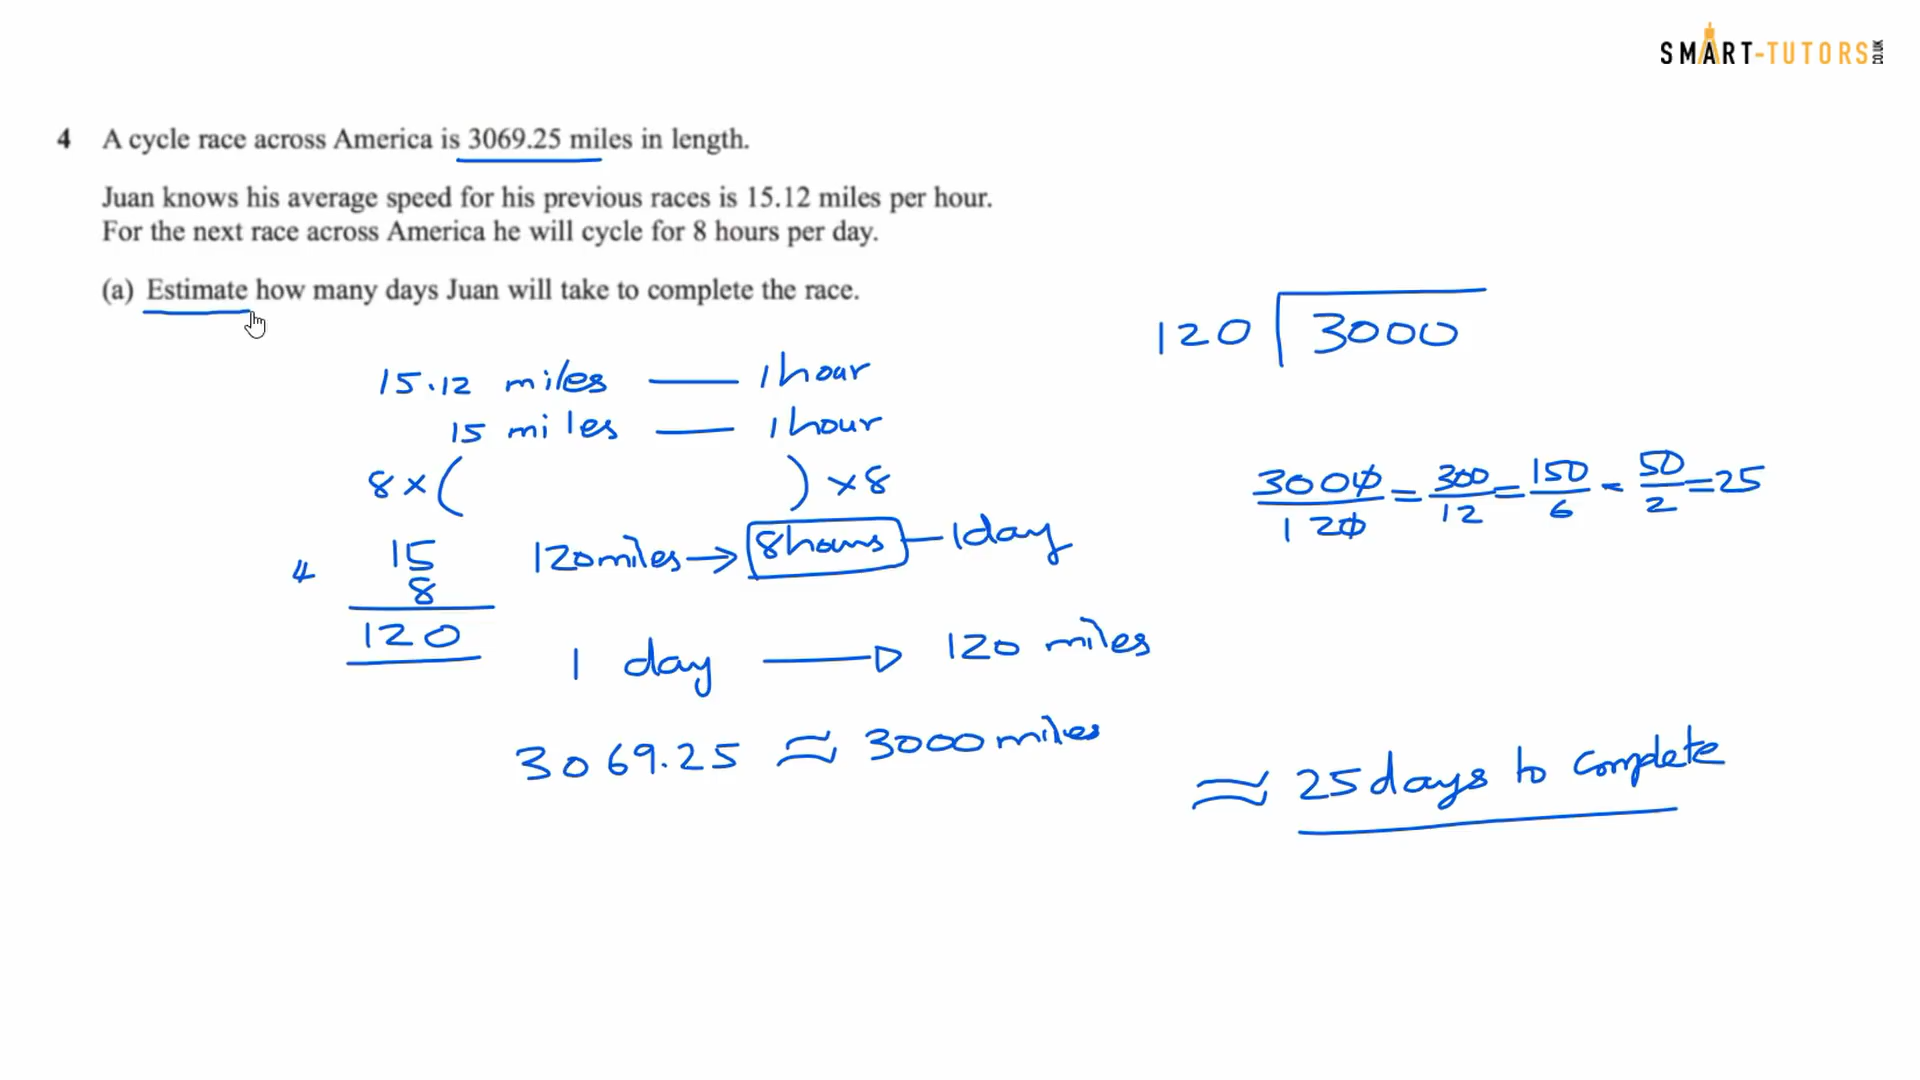 SMART-TUTORS.CO.UK
4 A cycle race across America is 3069.25 miles in length.
Juan knows his average speed for his previous races is 15.12 miles per hour.
For the next race across America he will cycle for 8 hours per day.
(a) Estimate how many days Juan will take to complete the race.
15.12 miles — 1 hour
15 miles — 1 hour
8 × ( ) × 8
4 15
8
120
120 miles → 8 hours — 1 day
1 day → 120 miles
3069.25 ≈ 3000 miles
120 3000
3000/120 = 300/12 = 150/6 = 50/2 = 25
≈ 25 days to complete